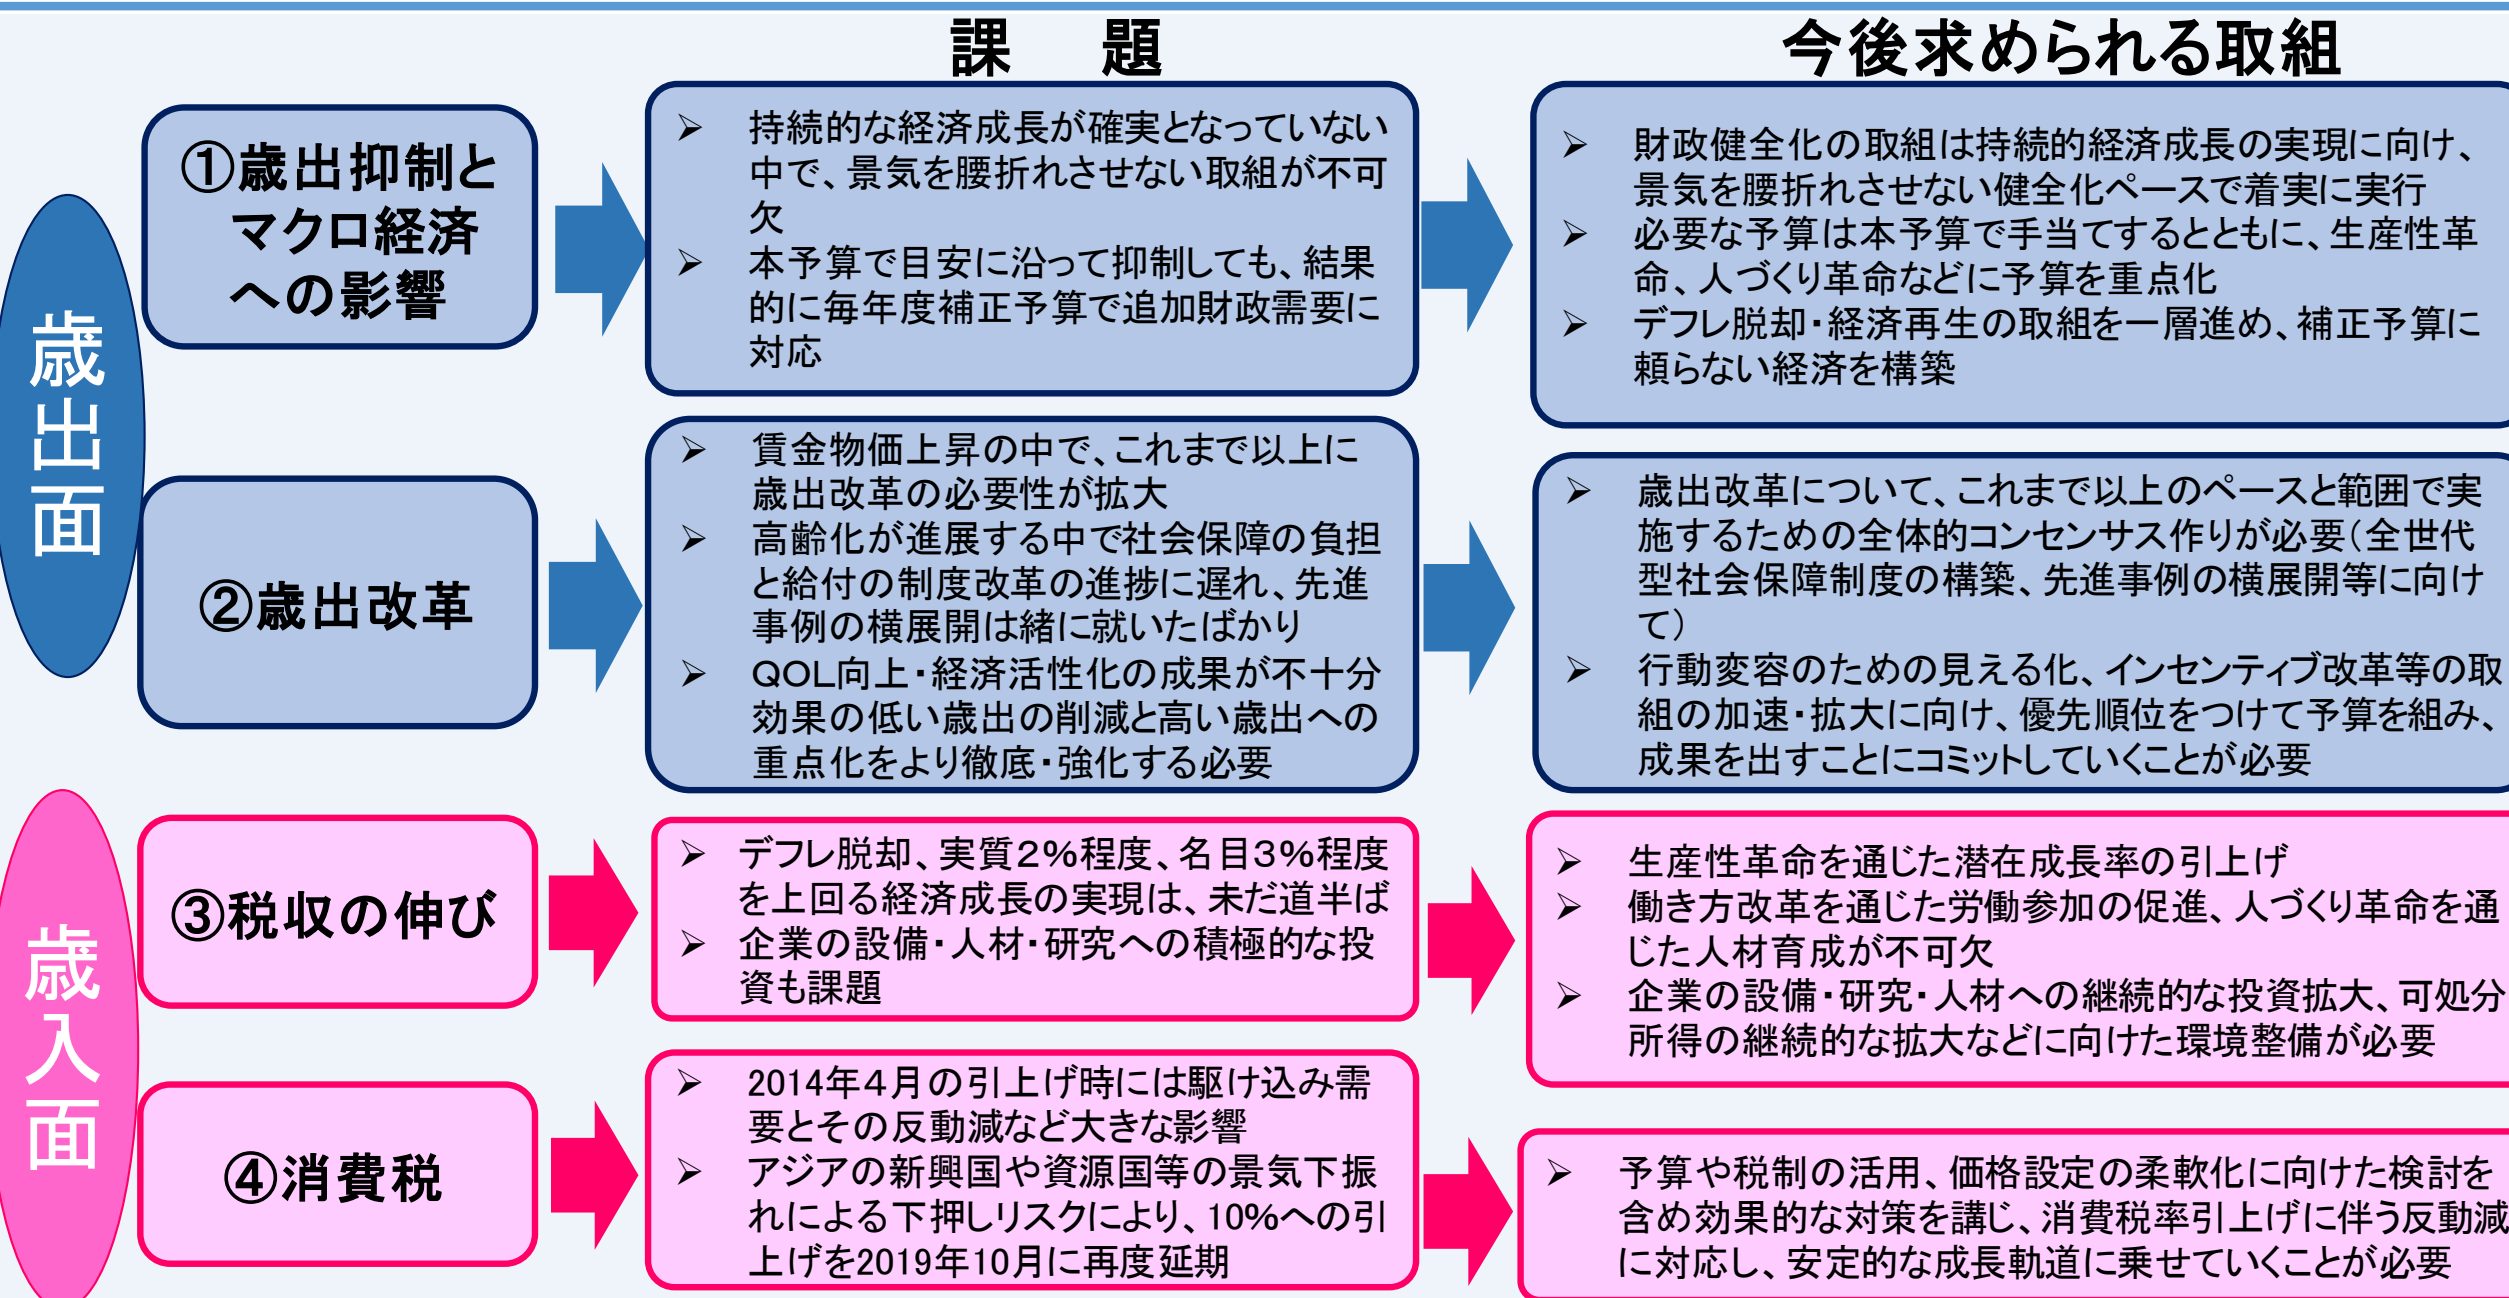 課　題
今後求められる取組
歳出面
①歳出抑制と
マクロ経済
への影響
➢ 持続的な経済成長が確実となっていない
中で、景気を腰折れさせない取組が不可
欠
➢ 本予算で目安に沿って抑制しても、結果
的に毎年度補正予算で追加財政需要に
対応
➢ 財政健全化の取組は持続的経済成長の実現に向け、
景気を腰折れさせない健全化ペースで着実に実行
➢ 必要な予算は本予算で手当てするとともに、生産性革
命、人づくり革命などに予算を重点化
➢ デフレ脱却・経済再生の取組を一層進め、補正予算に
頼らない経済を構築
②歳出改革
➢ 賃金物価上昇の中で、これまで以上に
歳出改革の必要性が拡大
➢ 高齢化が進展する中で社会保障の負担
と給付の制度改革の進捗に遅れ、先進
事例の横展開は緒に就いたばかり
➢ QOL向上・経済活性化の成果が不十分
効果の低い歳出の削減と高い歳出への
重点化をより徹底・強化する必要
➢ 歳出改革について、これまで以上のペースと範囲で実
施するための全体的コンセンサス作りが必要（全世代
型社会保障制度の構築、先進事例の横展開等に向け
て）
➢ 行動変容のための見える化、インセンティブ改革等の取
組の加速・拡大に向け、優先順位をつけて予算を組み、
成果を出すことにコミットしていくことが必要
歳入面
③税収の伸び
➢ デフレ脱却、実質２％程度、名目３％程度
を上回る経済成長の実現は、未だ道半ば
➢ 企業の設備・人材・研究への積極的な投
資も課題
➢ 生産性革命を通じた潜在成長率の引上げ
➢ 働き方改革を通じた労働参加の促進、人づくり革命を通
じた人材育成が不可欠
➢ 企業の設備・研究・人材への継続的な投資拡大、可処分
所得の継続的な拡大などに向けた環境整備が必要
④消費税
➢ 2014年４月の引上げ時には駆け込み需
要とその反動減など大きな影響
➢ アジアの新興国や資源国等の景気下振
れによる下押しリスクにより、10％への引
上げを2019年10月に再度延期
➢ 予算や税制の活用、価格設定の柔軟化に向けた検討を
含め効果的な対策を講じ、消費税率引上げに伴う反動減
に対応し、安定的な成長軌道に乗せていくことが必要